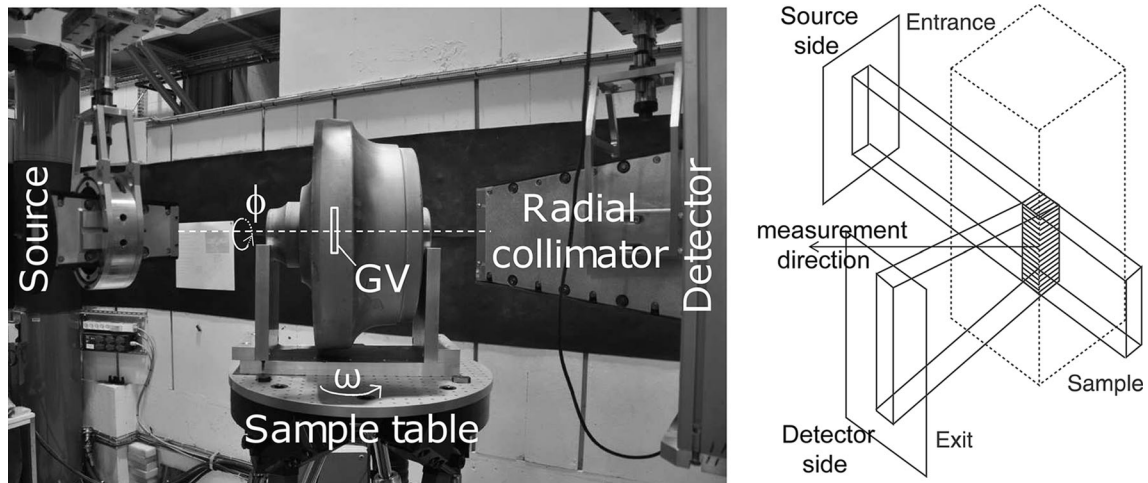 Source
ϕ
GV
Radial
collimator
Detector
ω
Sample table
Source
side
Entrance
measurement
direction
Sample
Detector
side
Exit